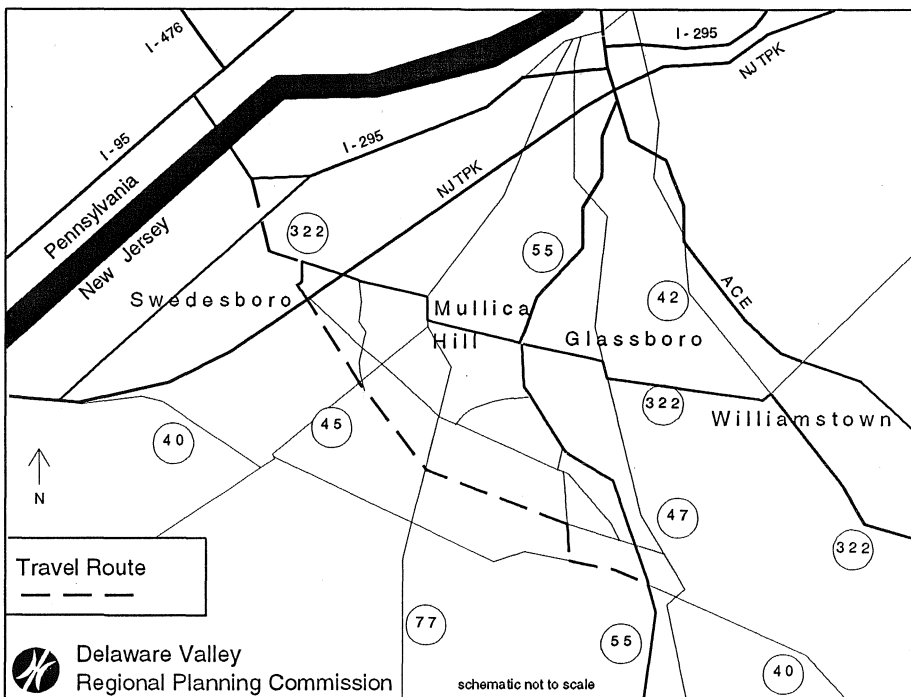 I-476
I-295
NJ TPK
I-95
I-295
Pennsylvania
NJ TPK
New Jersey
322
55
Swedesboro
Mullica
Hill
42
ACE
Glassboro
322
Williamstown
40
45
N
47
322
Travel Route
77
55
40
Delaware Valley
Regional Planning Commission
schematic not to scale